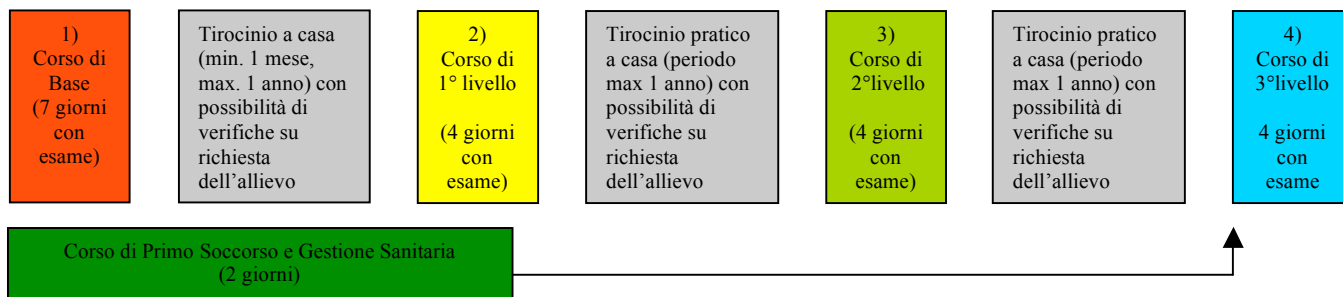 1)
Corso di
Base
(7 giorni
con
esame)
Tirocinio a casa
(min. 1 mese,
max. 1 anno) con
possibilità di
verifiche su
richiesta
dell’allievo
2)
Corso di
1° livello
(4 giorni
con
esame)
Tirocinio pratico
a casa (periodo
max 1 anno) con
possibilità di
verifiche su
richiesta
dell’allievo
3)
Corso di
2°livello
(4 giorni
con
esame)
Tirocinio pratico
a casa (periodo
max 1 anno) con
possibilità di
verifiche su
richiesta
dell’allievo
4)
Corso di
3°livello
4 giorni
con
esame
Corso di Primo Soccorso e Gestione Sanitaria
(2 giorni)